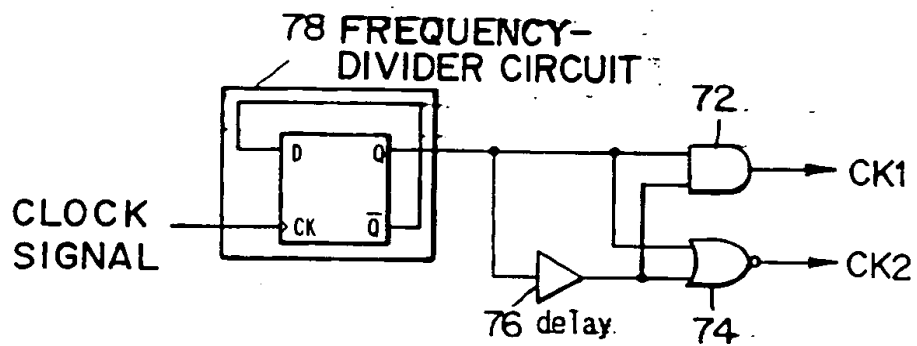 78 FREQUENCY-
DIVIDER CIRCUIT
72
D
Q
CK1
CLOCK
SIGNAL
CK
Q̅
CK2
76 delay
74